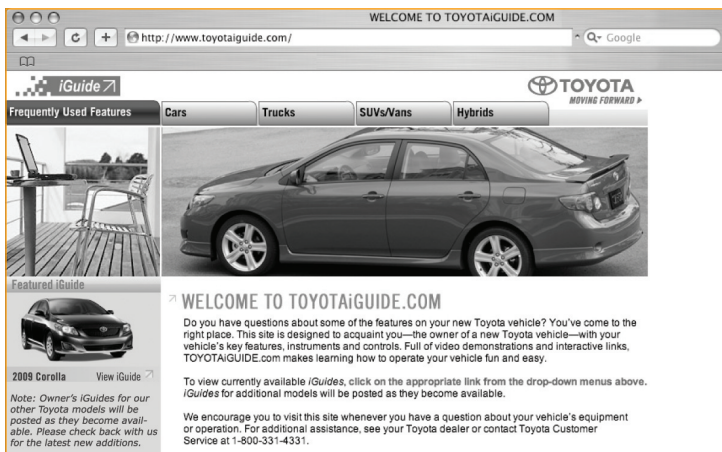 WELCOME TO TOYOTAiGUIDE.COM
http://www.toyotaiguide.com/
Google
iGuide
TOYOTA
MOVING FORWARD
Frequently Used Features
Cars
Trucks
SUVs/Vans
Hybrids
Featured iGuide
2009 Corolla
View iGuide
Note: Owner's iGuides for our
other Toyota models will be
posted as they become avail-
able. Please check back with us
for the latest new additions.
WELCOME TO TOYOTAiGUIDE.COM
Do you have questions about some of the features on your new Toyota vehicle? You've come to the
right place. This site is designed to acquaint you—the owner of a new Toyota vehicle—with your
vehicle's key features, instruments and controls. Full of video demonstrations and interactive links,
TOYOTAiGUIDE.com makes learning how to operate your vehicle fun and easy.
To view currently available iGuides, click on the appropriate link from the drop-down menus above.
iGuides for additional models will be posted as they become available.
We encourage you to visit this site whenever you have a question about your vehicle's equipment
or operation. For additional assistance, see your Toyota dealer or contact Toyota Customer
Service at 1-800-331-4331.